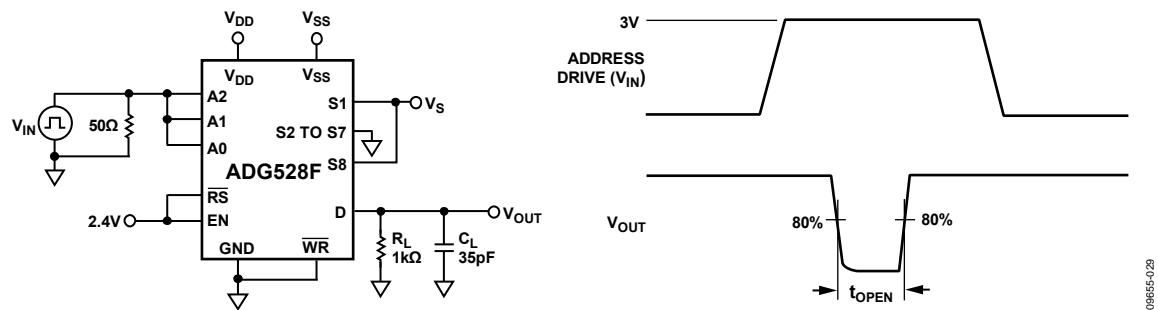 VDD
VSS
VDD
VSS
A2
A1
A0
VIN
50Ω
S1
VS
S2 TO S7
S8
ADG528F
RS
EN
2.4V
D
VOUT
GND
WR
RL
1kΩ
CL
35pF
3V
ADDRESS
DRIVE (VIN)
VOUT
80%
80%
tOPEN
09655-029